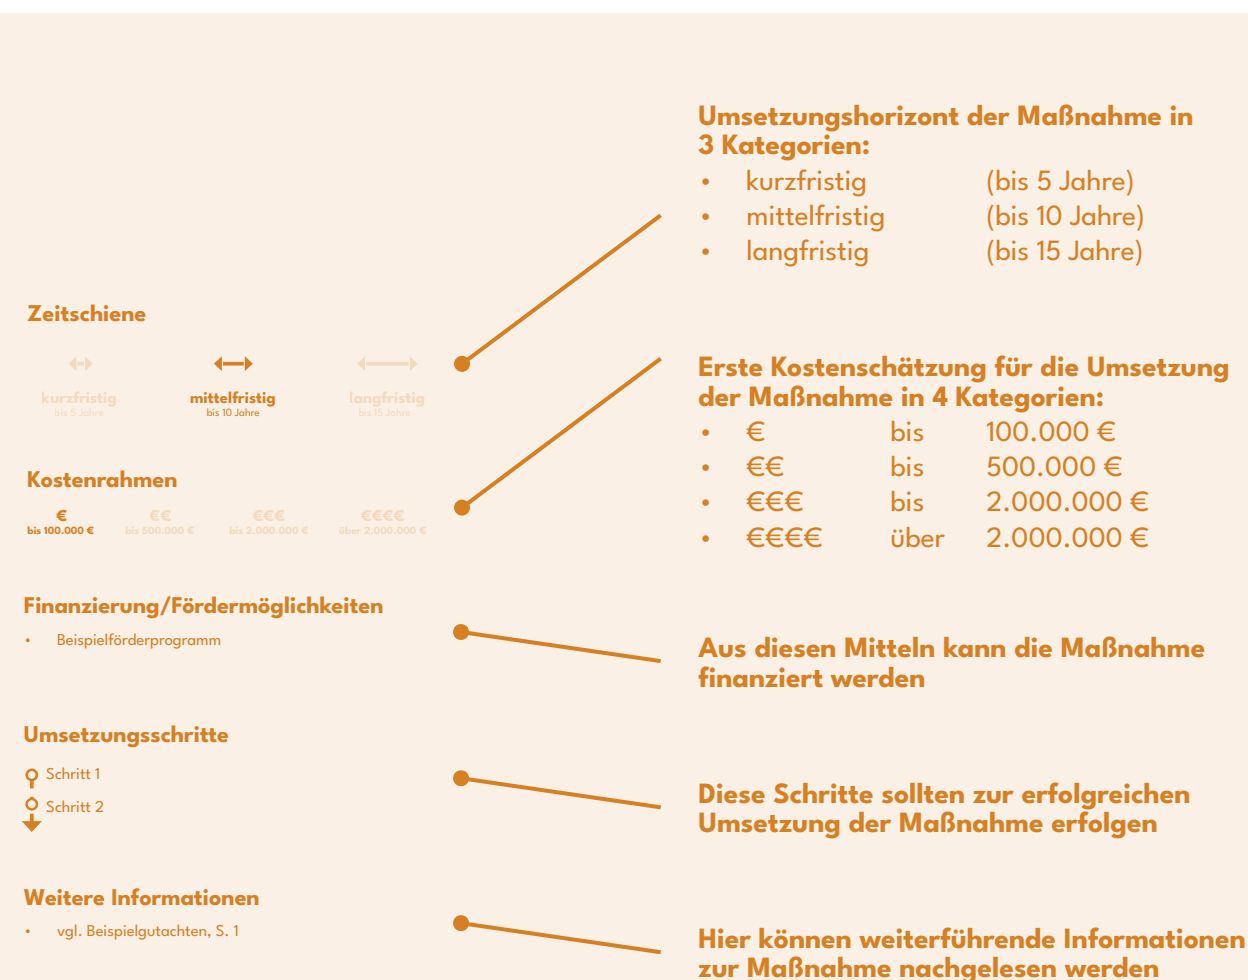 Umsetzungshorizont der Maßnahme in
3 Kategorien:
• kurzfristig (bis 5 Jahre)
• mittelfristig (bis 10 Jahre)
• langfristig (bis 15 Jahre)
Zeitschiene
kurzfristig mittelfristig langfristig
bis 5 Jahre bis 10 Jahre bis 15 Jahre
Erste Kostenschätzung für die Umsetzung
der Maßnahme in 4 Kategorien:
• € bis 100.000 €
• €€ bis 500.000 €
• €€€ bis 2.000.000 €
• €€€€ über 2.000.000 €
Kostenrahmen
€ €€ €€€ €€€€
bis 100.000 € bis 500.000 € bis 2.000.000 € über 2.000.000 €
Finanzierung/Fördermöglichkeiten
• Beispielförderprogramm
Aus diesen Mitteln kann die Maßnahme
finanziert werden
Umsetzungsschritte
Schritt 1
Schritt 2
Diese Schritte sollten zur erfolgreichen
Umsetzung der Maßnahme erfolgen
Weitere Informationen
• vgl. Beispielgutachten, S. 1
Hier können weiterführende Informationen
zur Maßnahme nachgelesen werden